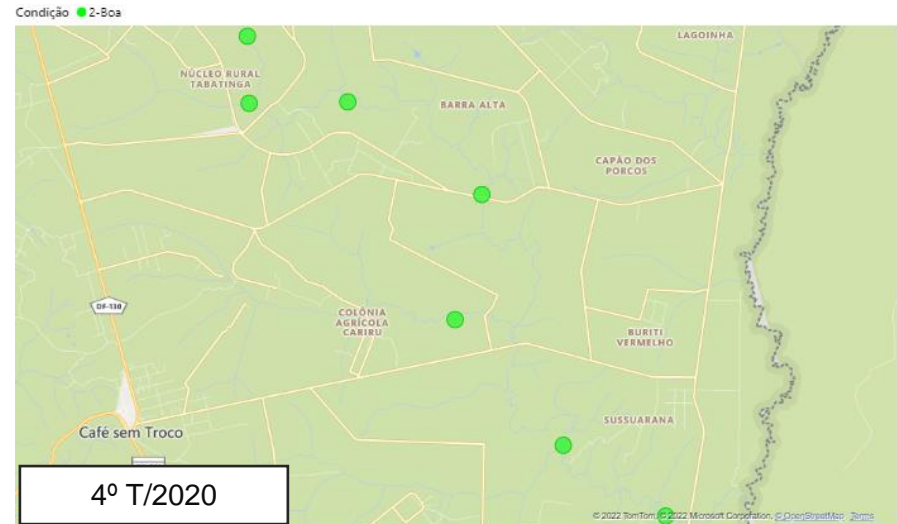 Condição 2-Boa
LAGOINHA
NÚCLEO RURAL
TABATINGA
BARRA ALTA
CAPÃO DOS
PORCOS
DF-130
COLÔNIA
AGRÍCOLA
CARIRU
BURITI
VERMELHO
SUSSUARANA
Café sem Troco
4º T/2020
© 2022 TomTom, © 2022 Microsoft Corporation, © OpenStreetMap Terms